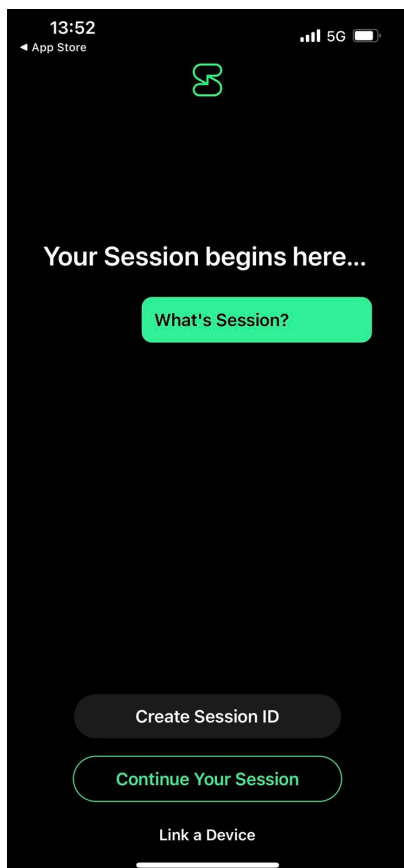 13:52
5G
◀ App Store
Your Session begins here...
What's Session?
Create Session ID
Continue Your Session
Link a Device